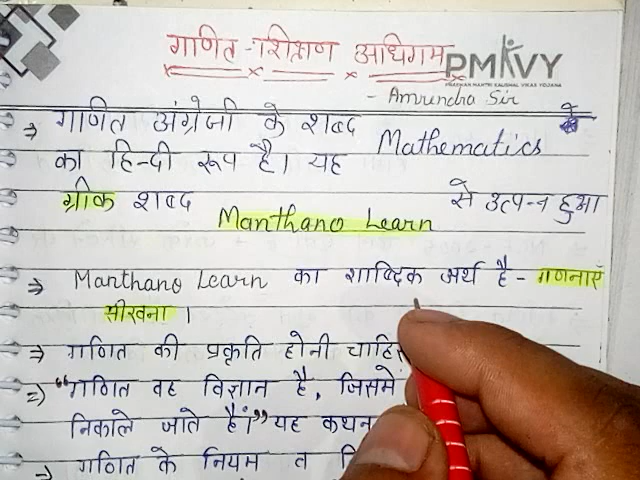 गणित - शिक्षण अधिगम
PMKVY
PRADHAN MANTRI KAUSHAL VIKAS YOJANA
- Amrendra Sir
⇒ गणित अंग्रेजी के शब्द Mathematics
का हिन्दी रूप है। यह
ग्रीक शब्द Manthano Learn से उत्पन्न हुआ
⇒ Manthano Learn का शाब्दिक अर्थ है - गणनाएँ
सीखना ।
⇒ गणित की प्रकृति होनी
⇒ "गणित वह विज्ञान है, जिसमें
निकाले जाते हैं" यह कथन
⇒ गणित के नियम व